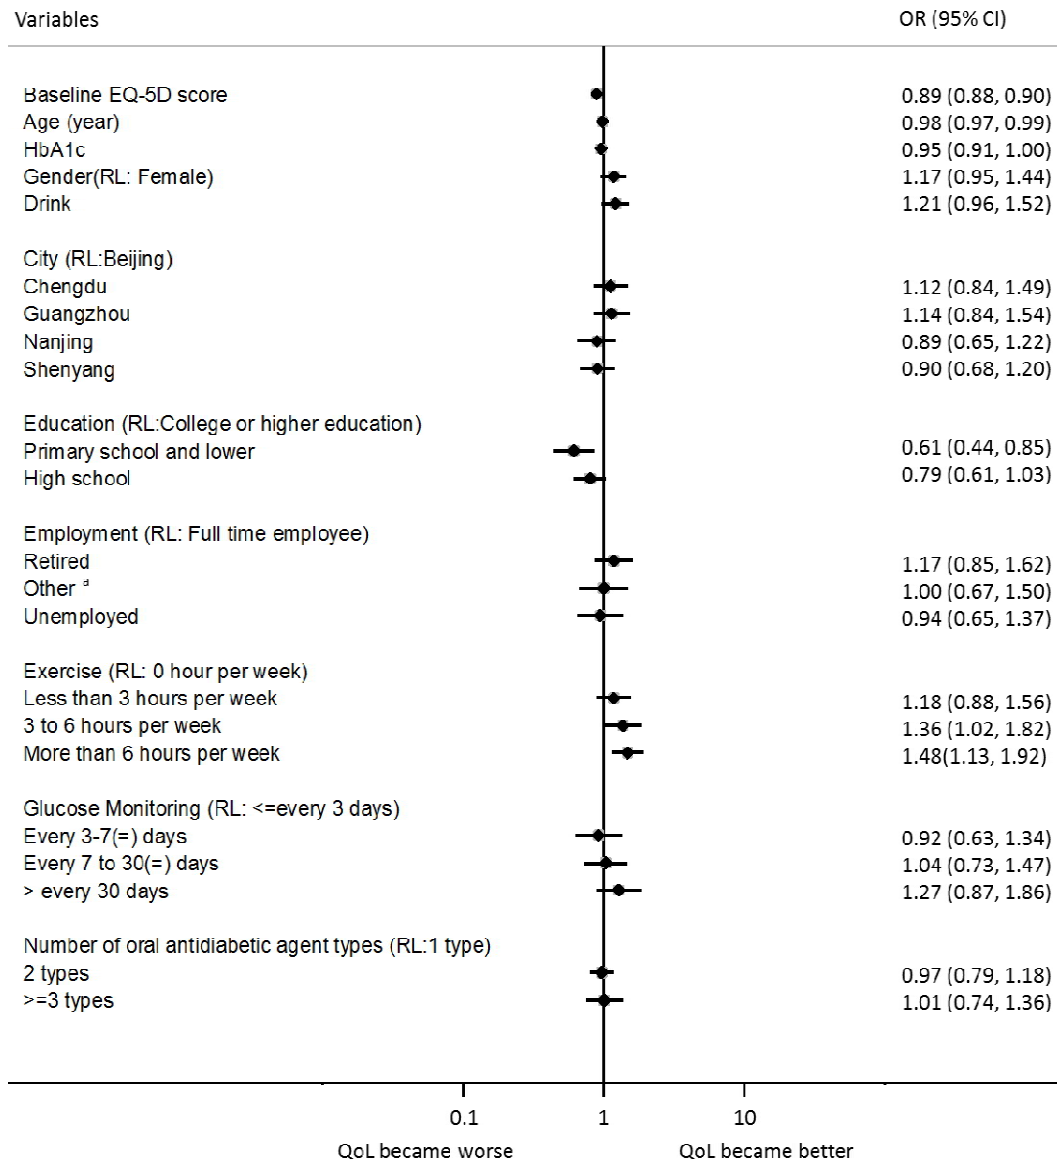 Variables OR (95% CI)
Baseline EQ-5D score 0.89 (0.88, 0.90)
Age (year) 0.98 (0.97, 0.99)
HbA1c 0.95 (0.91, 1.00)
Gender(RL: Female) 1.17 (0.95, 1.44)
Drink 1.21 (0.96, 1.52)
City (RL:Beijing)
Chengdu 1.12 (0.84, 1.49)
Guangzhou 1.14 (0.84, 1.54)
Nanjing 0.89 (0.65, 1.22)
Shenyang 0.90 (0.68, 1.20)
Education (RL:College or higher education)
Primary school and lower 0.61 (0.44, 0.85)
High school 0.79 (0.61, 1.03)
Employment (RL: Full time employee)
Retired 1.17 (0.85, 1.62)
Other ª 1.00 (0.67, 1.50)
Unemployed 0.94 (0.65, 1.37)
Exercise (RL: 0 hour per week)
Less than 3 hours per week 1.18 (0.88, 1.56)
3 to 6 hours per week 1.36 (1.02, 1.82)
More than 6 hours per week 1.48(1.13, 1.92)
Glucose Monitoring (RL: <=every 3 days)
Every 3-7(=) days 0.92 (0.63, 1.34)
Every 7 to 30(=) days 1.04 (0.73, 1.47)
> every 30 days 1.27 (0.87, 1.86)
Number of oral antidiabetic agent types (RL:1 type)
2 types 0.97 (0.79, 1.18)
>=3 types 1.01 (0.74, 1.36)
0.1 1 10
QoL became worse QoL became better